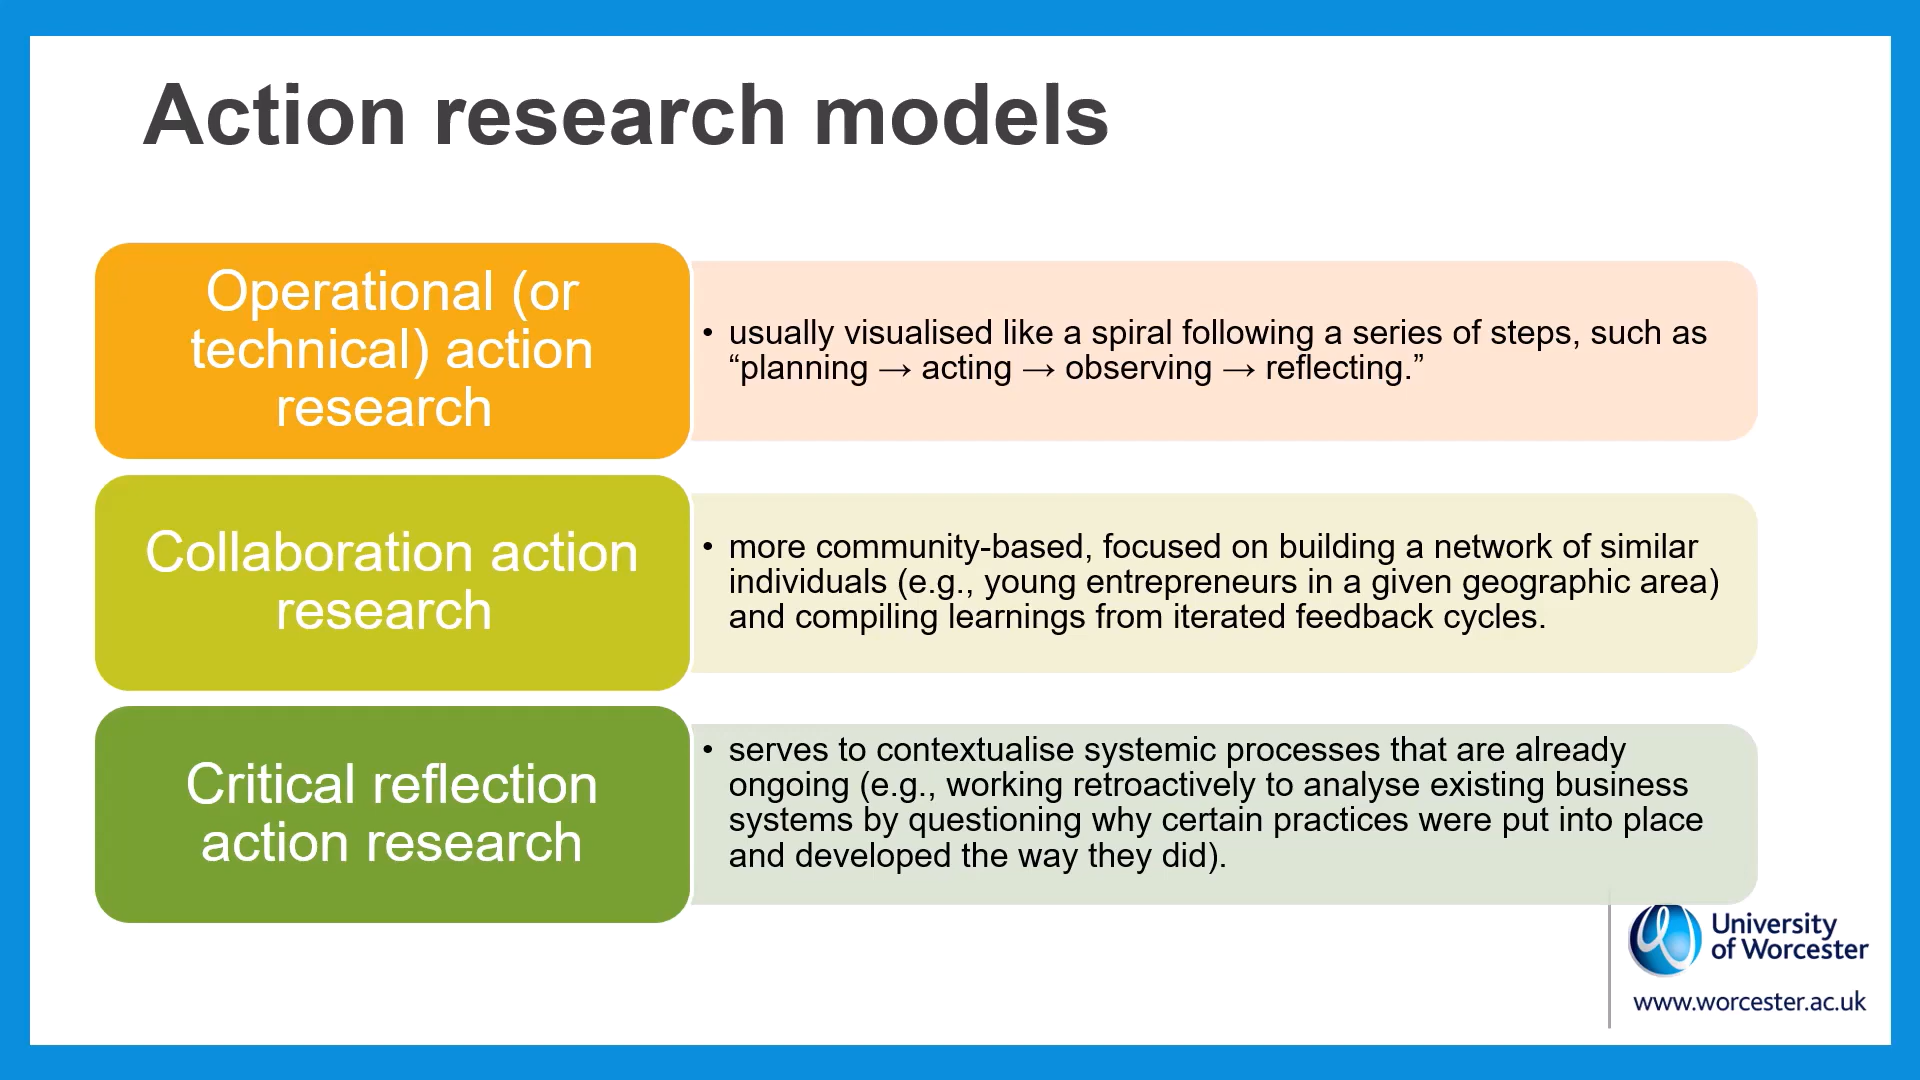 Action research models
Operational (or
technical) action
research
• usually visualised like a spiral following a series of steps, such as
“planning → acting → observing → reflecting.”
Collaboration action
research
• more community-based, focused on building a network of similar
individuals (e.g., young entrepreneurs in a given geographic area)
and compiling learnings from iterated feedback cycles.
Critical reflection
action research
• serves to contextualise systemic processes that are already
ongoing (e.g., working retroactively to analyse existing business
systems by questioning why certain practices were put into place
and developed the way they did).
University
of Worcester
www.worcester.ac.uk